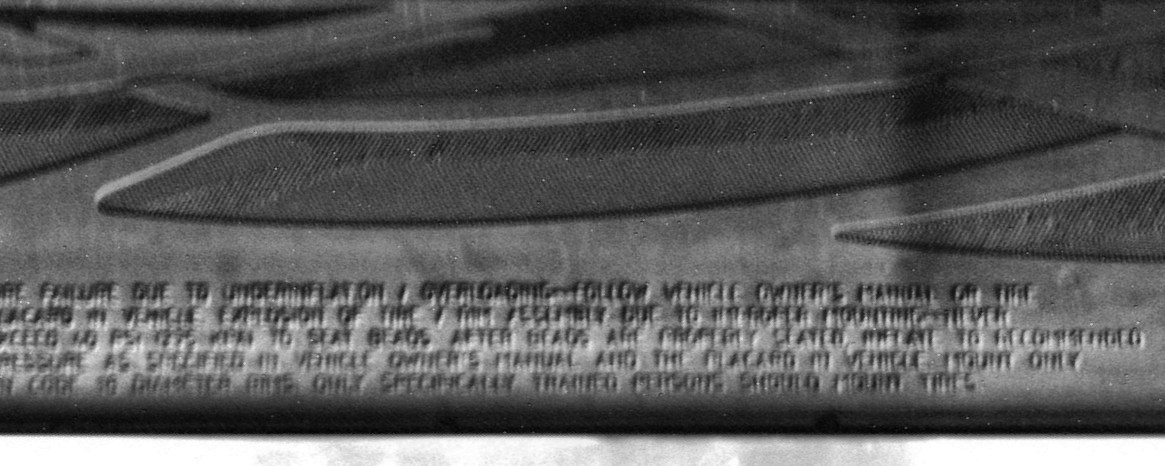 RE FAILURE DUE TO UNDERINFLATION / OVERLOADING—FOLLOW VEHICLE OWNER'S MANUAL OR TIRE
PLACARD IN VEHICLE EXPLOSION OF TIRE / RIM ASSEMBLY DUE TO IMPROPER MOUNTING—NEVER
EXCEED 40 PSI TO SEAT BEADS AFTER BEADS ARE PROPERLY SEATED INFLATE TO RECOMMENDED
PRESSURE AS SPECIFIED IN VEHICLE OWNER'S MANUAL AND THE PLACARD IN VEHICLE MOUNT ONLY
DIAMETER RIMS ONLY SPECIFICALLY TRAINED PERSONS SHOULD MOUNT TIRES